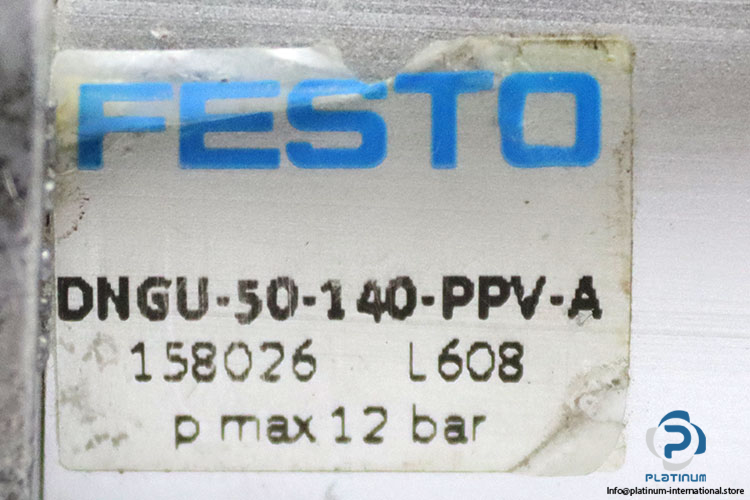 FESTO
DNGU-50-140-PPV-A
158026 L608
p max 12 bar
PLATINUM
Info@platinum-international.store